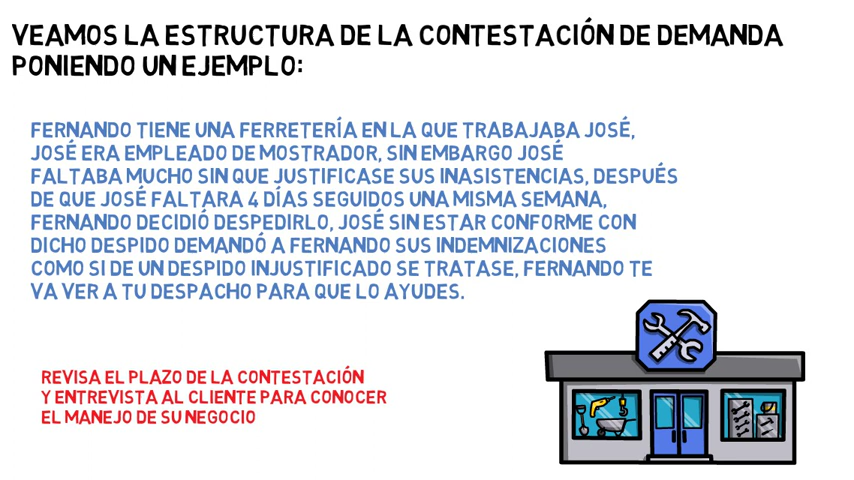 VEAMOS LA ESTRUCTURA DE LA CONTESTACIÓN DE DEMANDA
PONIENDO UN EJEMPLO:
FERNANDO TIENE UNA FERRETERÍA EN LA QUE TRABAJABA JOSÉ,
JOSÉ ERA EMPLEADO DE MOSTRADOR, SIN EMBARGO JOSÉ
FALTABA MUCHO SIN QUE JUSTIFICASE SUS INASISTENCIAS, DESPUÉS
DE QUE JOSÉ FALTARA 4 DÍAS SEGUIDOS UNA MISMA SEMANA,
FERNANDO DECIDIÓ DESPEDIRLO, JOSÉ SIN ESTAR CONFORME CON
DICHO DESPIDO DEMANDÓ A FERNANDO SUS INDEMNIZACIONES
COMO SI DE UN DESPIDO INJUSTIFICADO SE TRATASE, FERNANDO TE
VA VER A TU DESPACHO PARA QUE LO AYUDES.
REVISA EL PLAZO DE LA CONTESTACIÓN
Y ENTREVISTA AL CLIENTE PARA CONOCER
EL MANEJO DE SU NEGOCIO